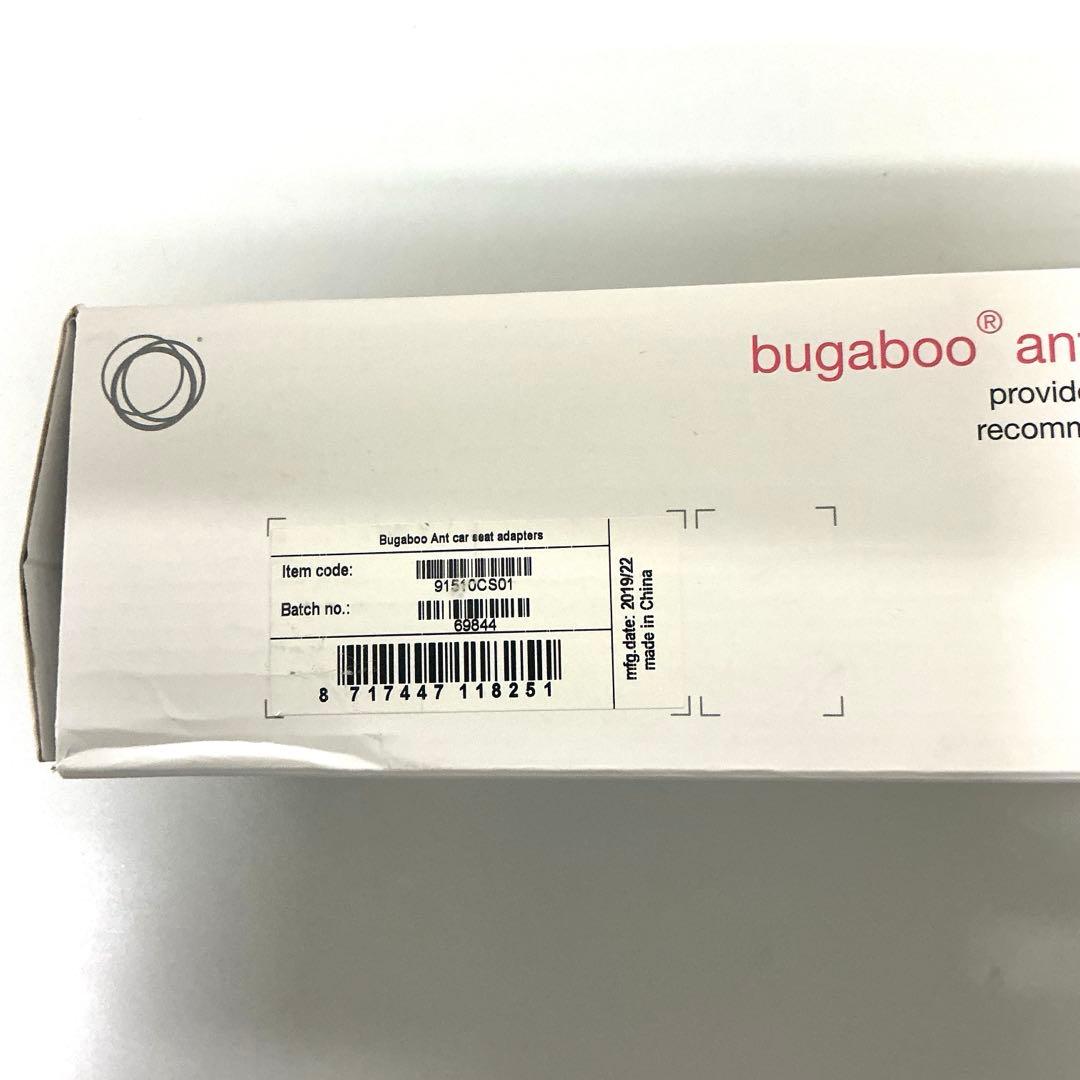 bugaboo® an
provide
recomm
Bugaboo Ant car seat adapters
Item code:
91510CS01
Batch no.:
69844
8 717447 118251
mfg.date: 2019/22
made in China